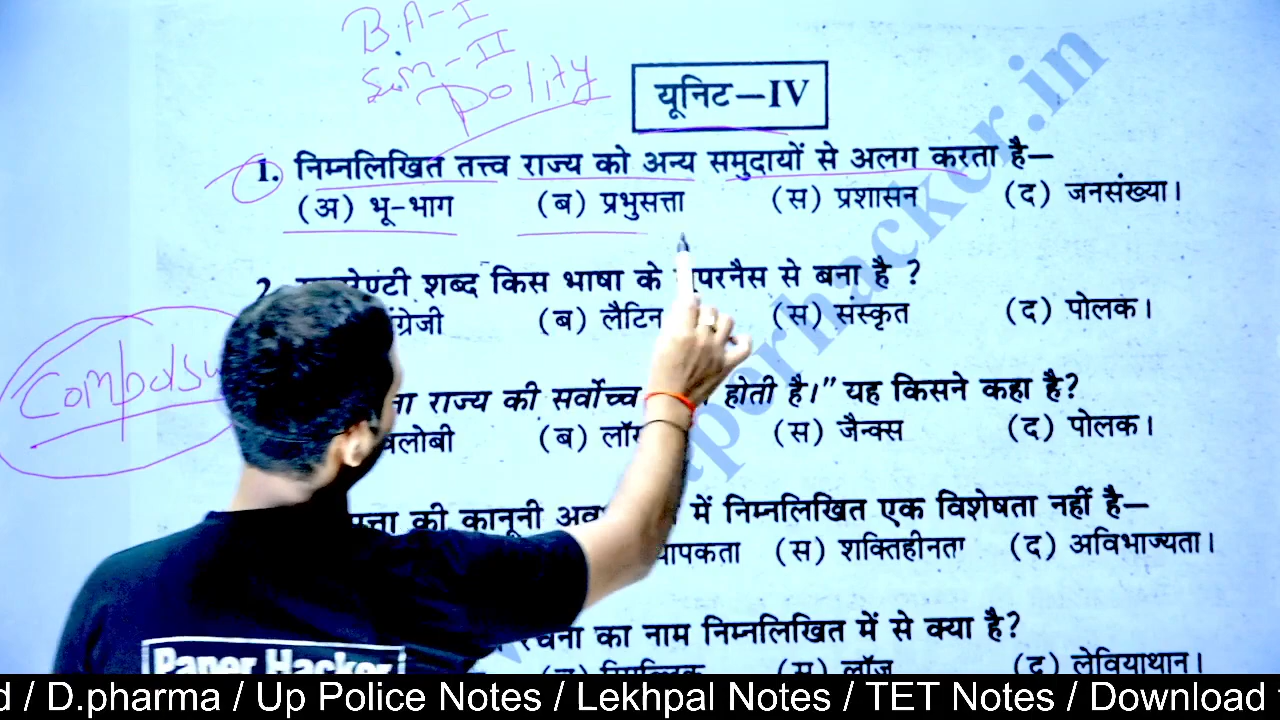 B.A-I
Sem-II
Polity
यूनिट-IV
1. निम्नलिखित तत्त्व राज्य को अन्य समुदायों से अलग करता है—
(अ) भू-भाग (ब) प्रभुसत्ता (स) प्रशासन (द) जनसंख्या।
2. शब्द किस भाषा के से बना है ?
(ब) लैटिन (स) संस्कृत (द) पोलक।
राज्य की सर्वोच्च होती है।” यह किसने कहा है?
(ब) (स) जैन्क्स (द) पोलक।
की कानूनी में निम्नलिखित एक विशेषता नहीं है—
(स) शक्तिहीनता (द) अविभाज्यता।
का नाम निम्नलिखित में से क्या है?
(स) लॉज (द) लेवियाथान।
paperhacker.in
Paper Hacker
/ D.pharma / Up Police Notes / Lekhpal Notes / TET Notes / Download